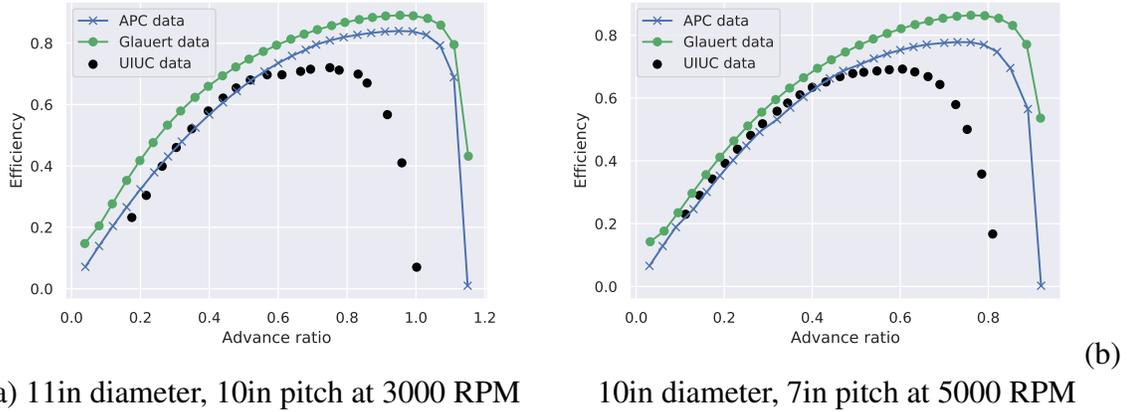 APC data
Glauert data
UIUC data
0.8
0.6
0.4
0.2
0.0
Efficiency
0.0 0.2 0.4 0.6 0.8 1.0 1.2
Advance ratio
APC data
Glauert data
UIUC data
0.8
0.6
0.4
0.2
0.0
Efficiency
0.0 0.2 0.4 0.6 0.8
Advance ratio
(b)
a) 11in diameter, 10in pitch at 3000 RPM
10in diameter, 7in pitch at 5000 RPM